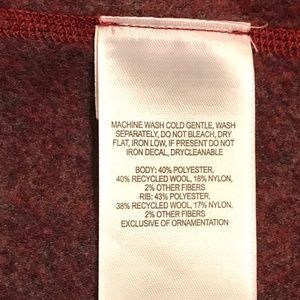 MACHINE WASH COLD GENTLE, WASH
SEPARATELY, DO NOT BLEACH, DRY
FLAT, IRON LOW, IF PRESENT DO NOT
IRON DECAL, DRYCLEANABLE
BODY: 40% POLYESTER,
40% RECYCLED WOOL, 18% NYLON,
2% OTHER FIBERS
RIB: 43% POLYESTER,
38% RECYCLED WOOL, 17% NYLON,
2% OTHER FIBERS
EXCLUSIVE OF ORNAMENTATION